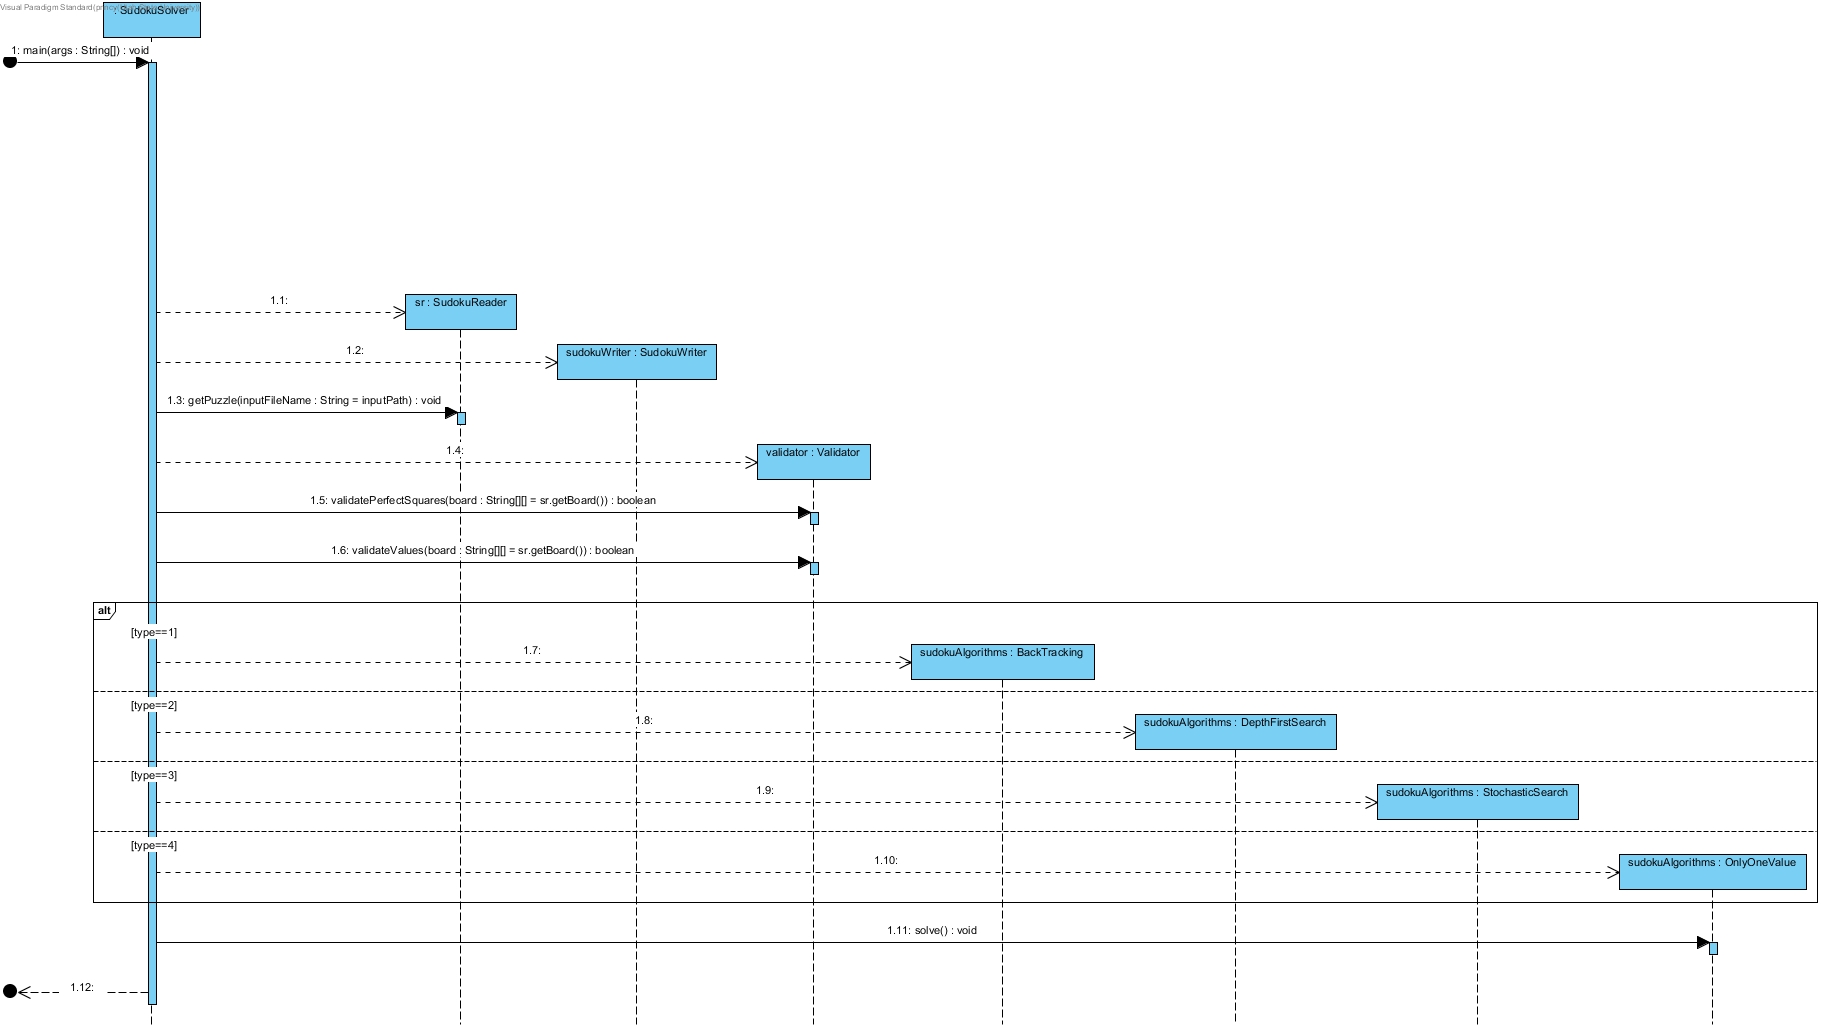 Visual Paradigm Standard
: SudokuSolver
1: main(args : String[]) : void
1.1:
sr : SudokuReader
1.2:
sudokuWriter : SudokuWriter
1.3: getPuzzle(inputFileName : String = inputPath) : void
1.4:
validator : Validator
1.5: validatePerfectSquares(board : String[][] = sr.getBoard()) : boolean
1.6: validateValues(board : String[][] = sr.getBoard()) : boolean
alt
[type==1]
1.7:
sudokuAlgorithms : BackTracking
[type==2]
1.8:
sudokuAlgorithms : DepthFirstSearch
[type==3]
1.9:
sudokuAlgorithms : StochasticSearch
[type==4]
1.10:
sudokuAlgorithms : OnlyOneValue
1.11: solve() : void
1.12: